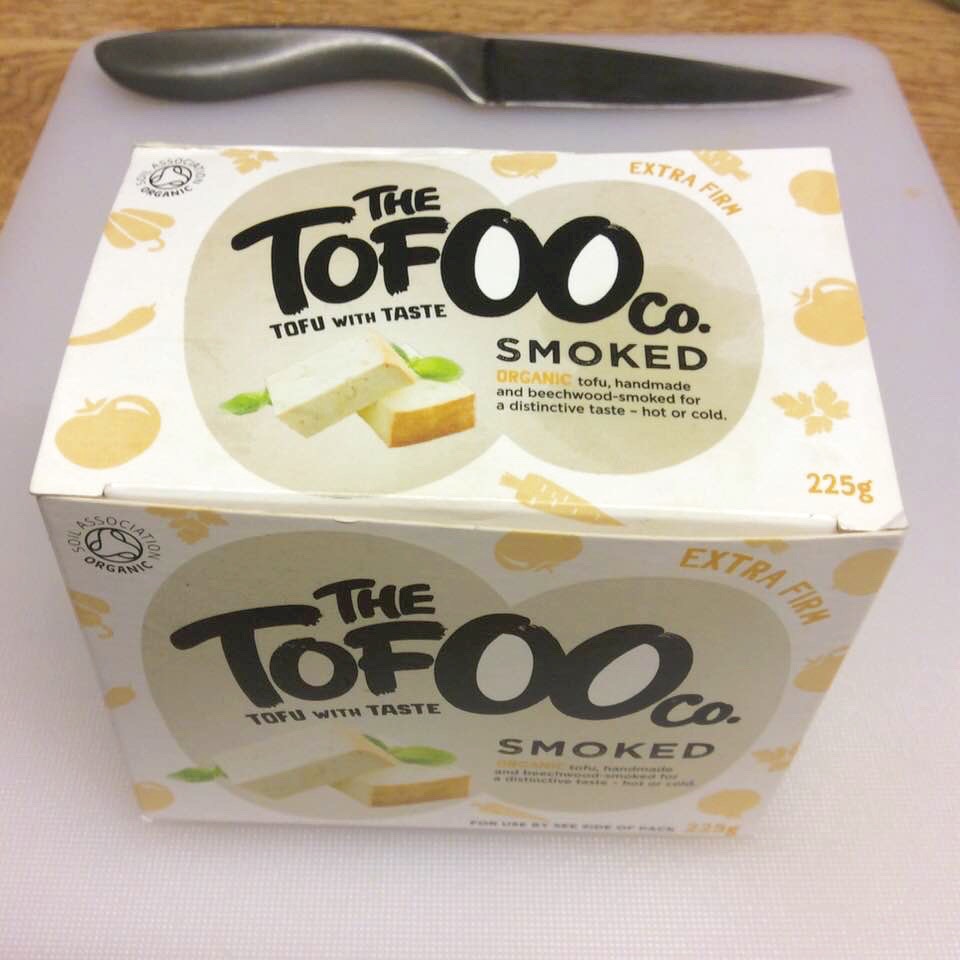 SOIL ASSOCIATION
ORGANIC
EXTRA FIRM
THE
TOFOO Co.
TOFU WITH TASTE
SMOKED
ORGANIC tofu, handmade
and beechwood-smoked for
a distinctive taste – hot or cold.
225g
SOIL ASSOCIATION
ORGANIC
EXTRA FIRM
THE
TOFOO Co.
TOFU WITH TASTE
SMOKED
ORGANIC tofu, handmade
and beechwood-smoked for
a distinctive taste - hot or cold.
FOR USE BY SEE SIDE OF PACK 225g